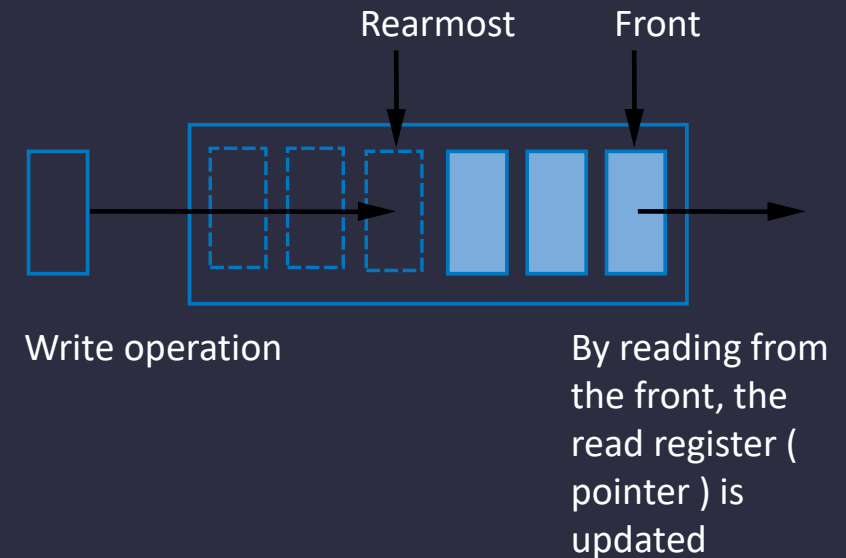 Rearmost
Front
Write operation
By reading from
the front, the
read register (
pointer ) is
updated